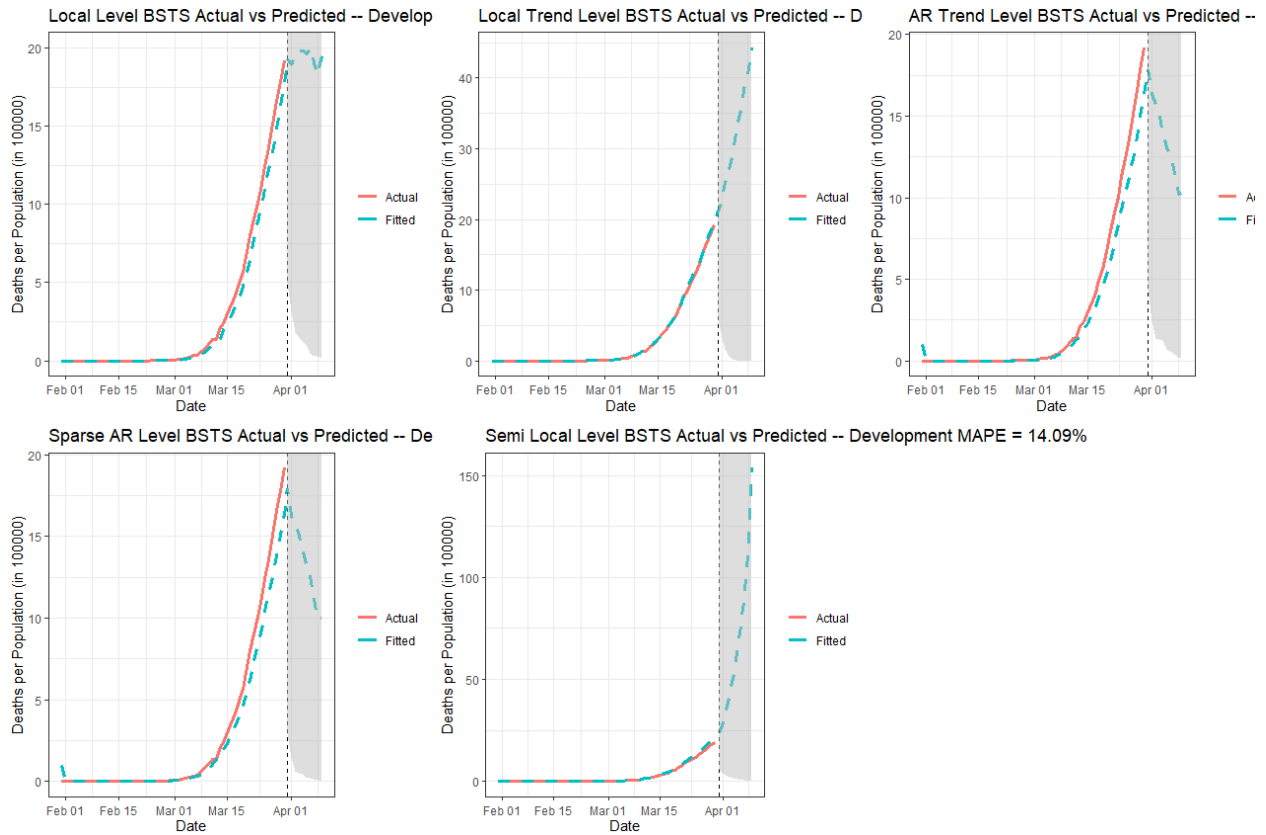 Local Level BSTS Actual vs Predicted -- Develop
Deaths per Population (in 100000)
20
15
10
5
0
Feb 01 Feb 15 Mar 01 Mar 15 Apr 01
Date
Actual
Fitted
Local Trend Level BSTS Actual vs Predicted -- D
Deaths per Population (in 100000)
40
30
20
10
0
Feb 01 Feb 15 Mar 01 Mar 15 Apr 01
Date
Actual
Fitted
AR Trend Level BSTS Actual vs Predicted --
Deaths per Population (in 100000)
20
15
10
5
0
Feb 01 Feb 15 Mar 01 Mar 15 Apr 01
Date
A
Fi
Sparse AR Level BSTS Actual vs Predicted -- De
Deaths per Population (in 100000)
20
15
10
5
0
Feb 01 Feb 15 Mar 01 Mar 15 Apr 01
Date
Actual
Fitted
Semi Local Level BSTS Actual vs Predicted -- Development MAPE = 14.09%
Deaths per Population (in 100000)
150
100
50
0
Feb 01 Feb 15 Mar 01 Mar 15 Apr 01
Date
Actual
Fitted